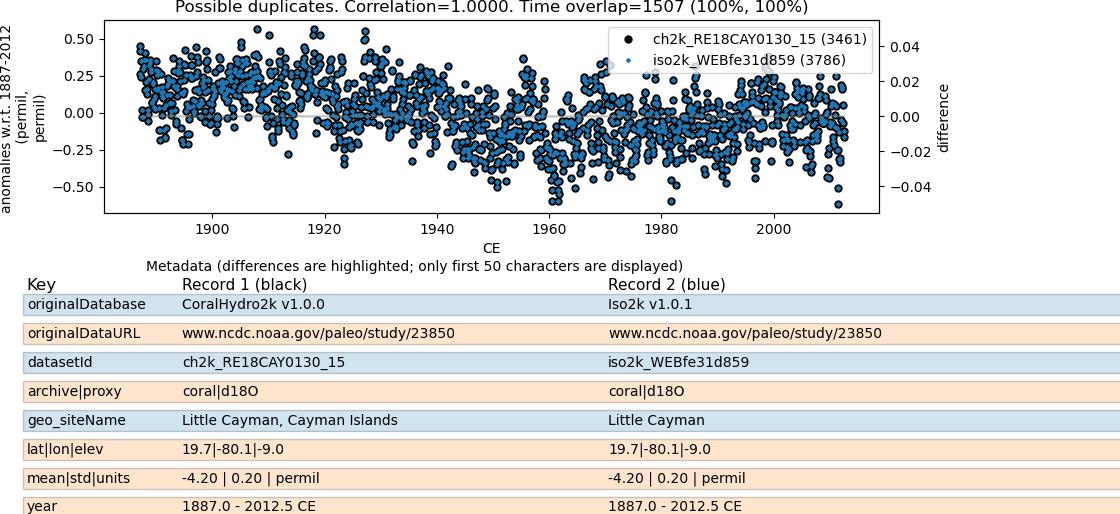 Possible duplicates. Correlation=1.0000. Time overlap=1507 (100%, 100%)
anomalies w.r.t. 1887-2012
(permil,
permil)
0.50
0.25
0.00
−0.25
−0.50
ch2k_RE18CAY0130_15 (3461)
iso2k_WEBfe31d859 (3786)
0.04
0.02
0.00
−0.02
−0.04
difference
1900 1920 1940 1960 1980 2000
CE
Metadata (differences are highlighted; only first 50 characters are displayed)
Key Record 1 (black) Record 2 (blue)
originalDatabase CoralHydro2k v1.0.0 Iso2k v1.0.1
originalDataURL www.ncdc.noaa.gov/paleo/study/23850 www.ncdc.noaa.gov/paleo/study/23850
datasetId ch2k_RE18CAY0130_15 iso2k_WEBfe31d859
archive|proxy coral|d18O coral|d18O
geo_siteName Little Cayman, Cayman Islands Little Cayman
lat|lon|elev 19.7|-80.1|-9.0 19.7|-80.1|-9.0
mean|std|units -4.20 | 0.20 | permil -4.20 | 0.20 | permil
year 1887.0 - 2012.5 CE 1887.0 - 2012.5 CE